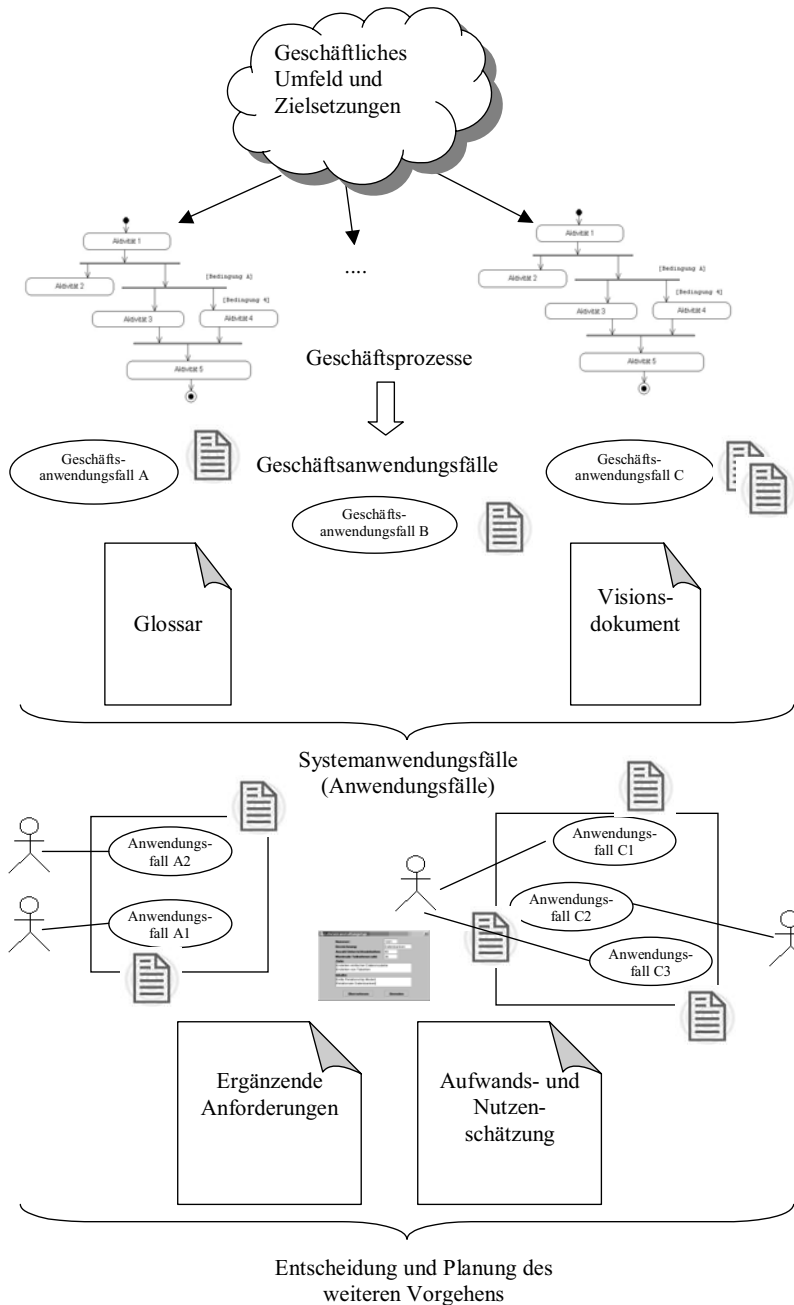 Geschäftliches
Umfeld und
Zielsetzungen
Aktivität 1
[Bedingung A]
Aktivität 2
[Bedingung 4]
Aktivität 3
Aktivität 4
Aktivität 5
....
Aktivität 1
[Bedingung A]
Aktivität 2
[Bedingung 4]
Aktivität 3
Aktivität 4
Aktivität 5
Geschäftsprozesse
Geschäfts-
anwendungsfall A
Geschäftsanwendungsfälle
Geschäfts-
anwendungsfall C
Geschäfts-
anwendungsfall B
Glossar
Visions-
dokument
Systemanwendungsfälle
(Anwendungsfälle)
Anwendungs-
fall A2
Anwendungs-
fall A1
Anwendungs-
fall C1
Anwendungs-
fall C2
Anwendungs-
fall C3
Ergänzende
Anforderungen
Aufwands- und
Nutzen-
schätzung
Entscheidung und Planung des
weiteren Vorgehens